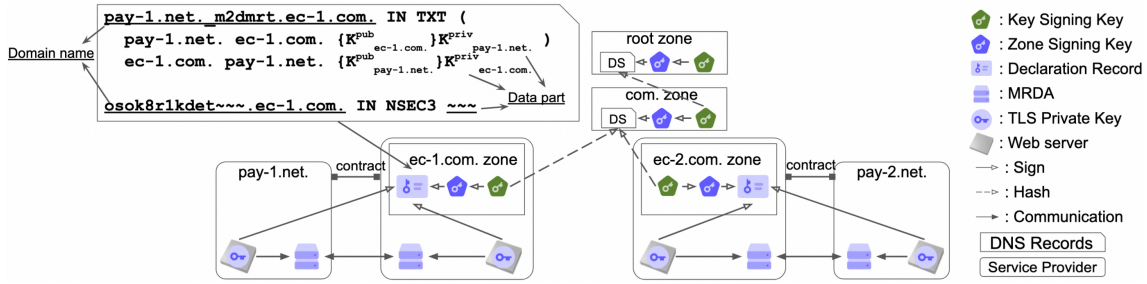 pay-1.net._m2dmrt.ec-1.com. IN TXT (
pay-1.net. ec-1.com. {K^pub_ec-1.com.}K^priv_pay-1.net. )
ec-1.com. pay-1.net. {K^pub_pay-1.net.}K^priv_ec-1.com.
Domain name
Data part
osok8r1kdet~~~.ec-1.com. IN NSEC3 ~~~
root zone
DS
com. zone
DS
pay-1.net.
contract
ec-1.com. zone
ec-2.com. zone
contract
pay-2.net.
: Key Signing Key
: Zone Signing Key
: Declaration Record
: MRDA
: TLS Private Key
: Web server
: Sign
: Hash
: Communication
DNS Records
Service Provider